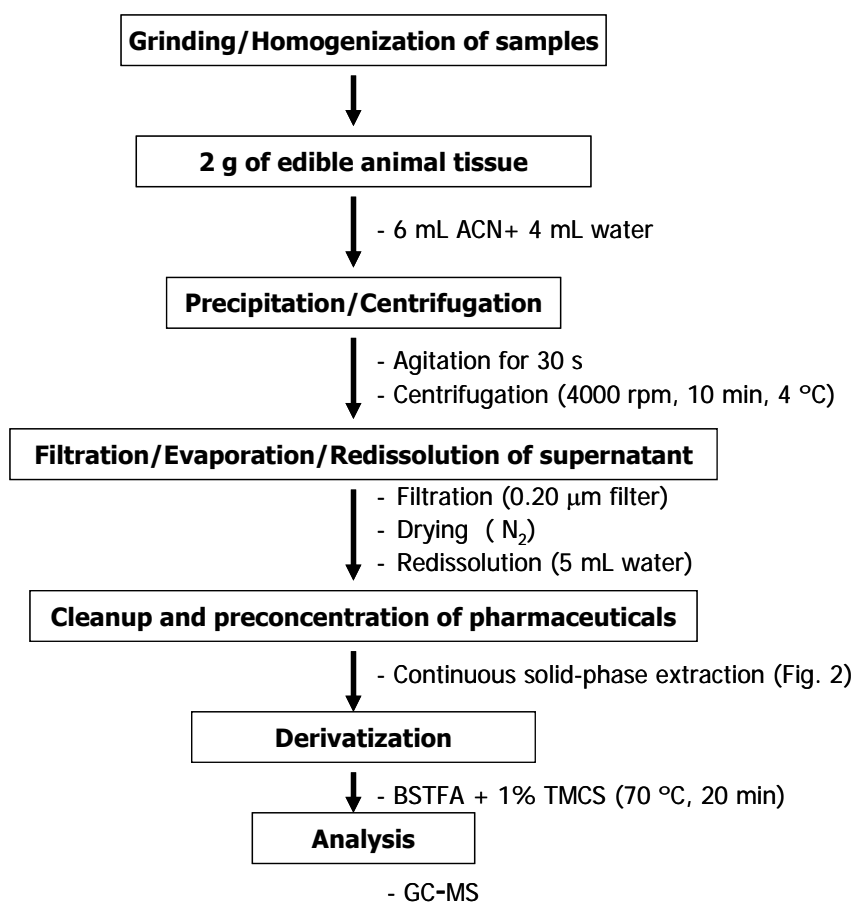 Grinding/Homogenization of samples
2 g of edible animal tissue
- 6 mL ACN+ 4 mL water
Precipitation/Centrifugation
- Agitation for 30 s
- Centrifugation (4000 rpm, 10 min, 4 ºC)
Filtration/Evaporation/Redissolution of supernatant
- Filtration (0.20 μm filter)
- Drying ( N₂)
- Redissolution (5 mL water)
Cleanup and preconcentration of pharmaceuticals
- Continuous solid-phase extraction (Fig. 2)
Derivatization
- BSTFA + 1% TMCS (70 ºC, 20 min)
Analysis
- GC-MS